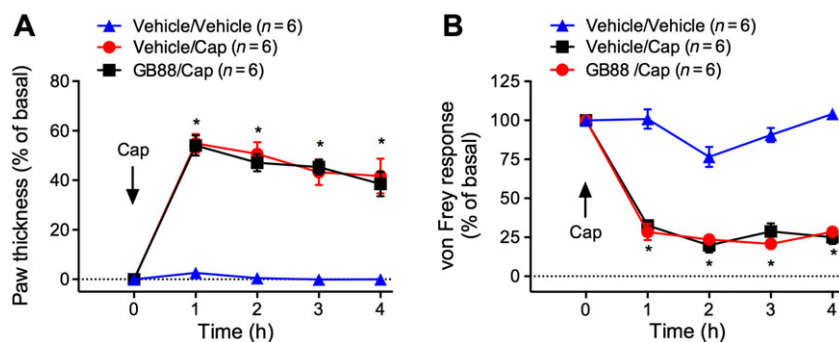 A
Vehicle/Vehicle (n=6)
Vehicle/Cap (n=6)
GB88/Cap (n=6)
Paw thickness (% of basal)
80
60
40
20
0
Cap
*
*
*
*
0
1
2
3
4
Time (h)
B
Vehicle/Vehicle (n=6)
Vehicle/Cap (n=6)
GB88 /Cap (n=6)
von Frey response
(% of basal)
125
100
75
50
25
0
Cap
*
*
*
*
0
1
2
3
4
Time (h)